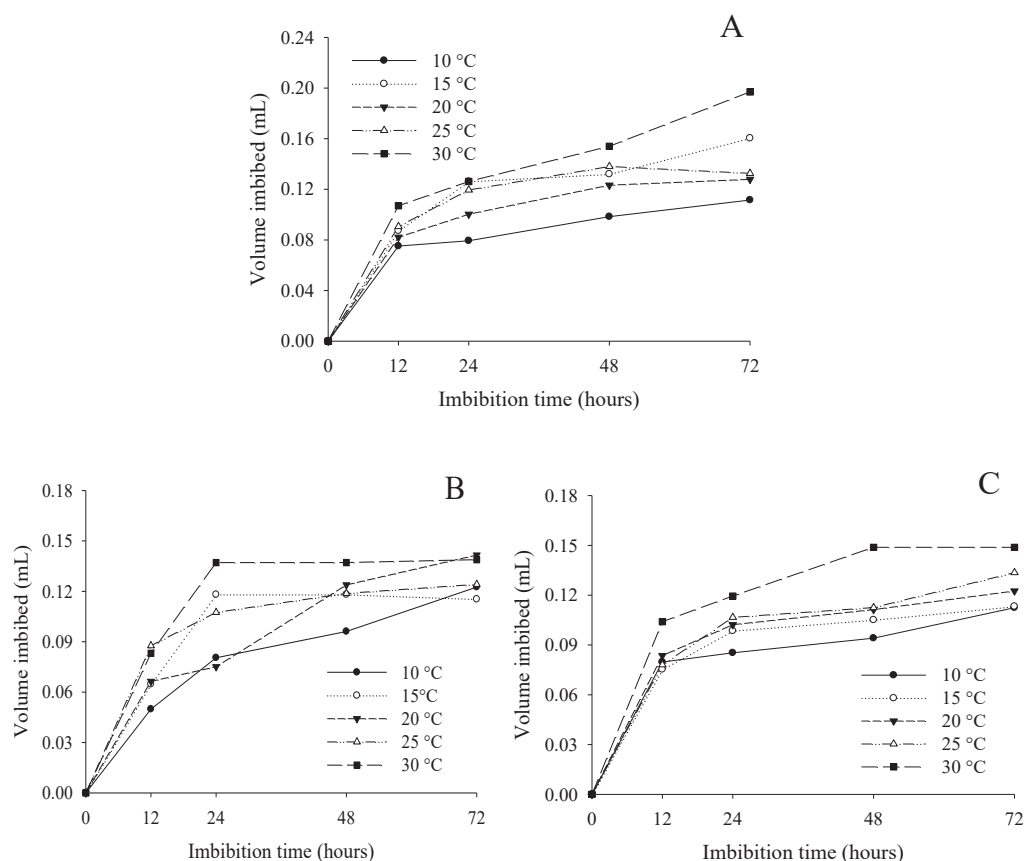 A
0.24
0.20
0.16
0.12
0.08
0.04
0.00
Volume imbibed (mL)
10 °C
15 °C
20 °C
25 °C
30 °C
0 12 24 48 72
Imbibition time (hours)
B
0.18
0.15
0.12
0.09
0.06
0.03
0.00
Volume imbibed (mL)
10 °C
15°C
20 °C
25 °C
30 °C
0 12 24 48 72
Imbibition time (hours)
C
0.18
0.15
0.12
0.09
0.06
0.03
0.00
Volume imbibed (mL)
10 °C
15 °C
20 °C
25 °C
30 °C
0 12 24 48 72
Imbibition time (hours)